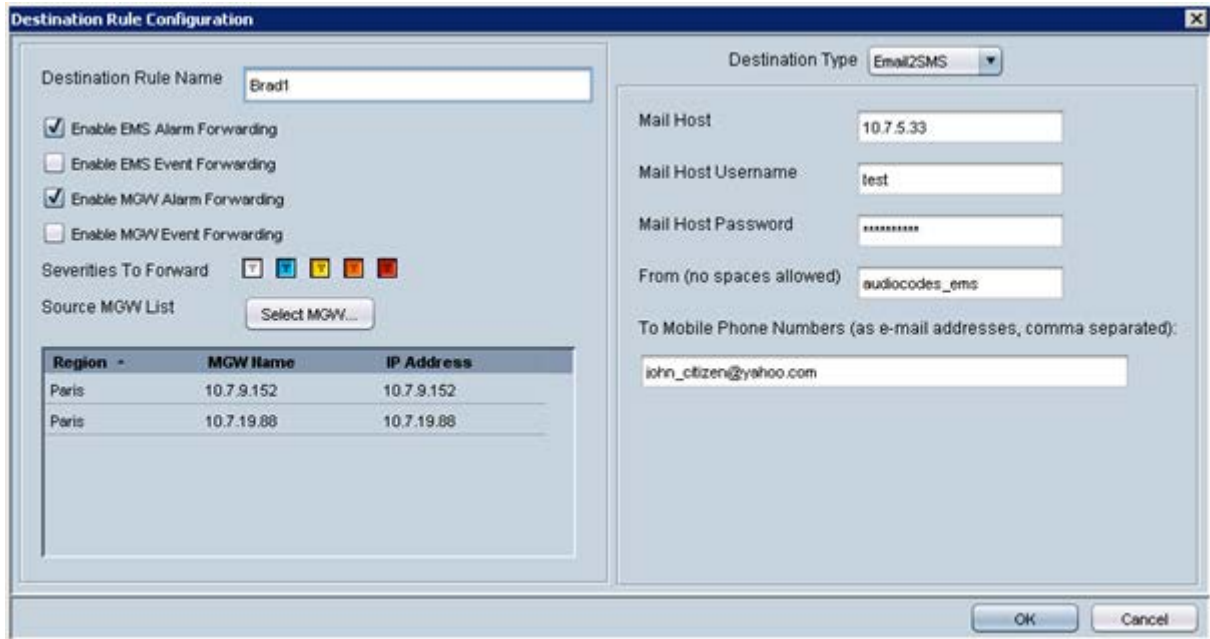 Destination Rule Configuration
Destination Rule Name
Brad1
Enable EMS Alarm Forwarding
Enable EMS Event Forwarding
Enable MGW Alarm Forwarding
Enable MGW Event Forwarding
Severities To Forward
Source MGW List
Select MGW...
Region MGW Name IP Address
Paris 10.7.9.152 10.7.9.152
Paris 10.7.19.88 10.7.19.88
Destination Type Email2SMS
Mail Host 10.7.5.33
Mail Host Username test
Mail Host Password **********
From (no spaces allowed) audiocodes_ems
To Mobile Phone Numbers (as e-mail addresses, comma separated):
john_citizen@yahoo.com
OK Cancel